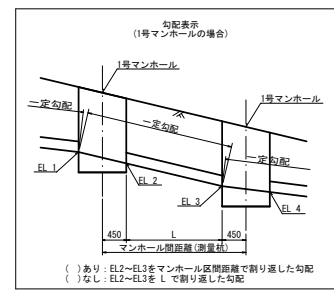 勾配表示
(1号マンホールの場合)
1号マンホール
1号マンホール
一定勾配
一定勾配
一定勾配
EL 1
EL 2
EL 3
EL 4
450 L 450
マンホール間距離(測量杭)
( )あり:EL2~EL3をマンホール区間距離で割り返した勾配
( )なし:EL2~EL3を L で割り返した勾配